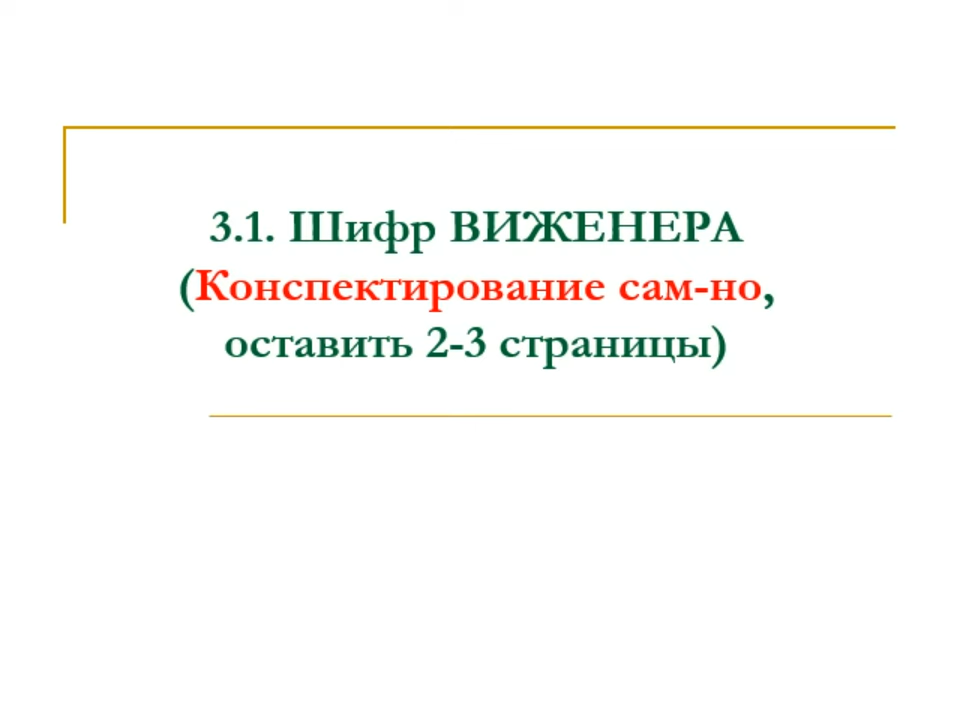 3.1. Шифр ВИЖЕНЕРА
(Конспектирование сам-но,
оставить 2-3 страницы)